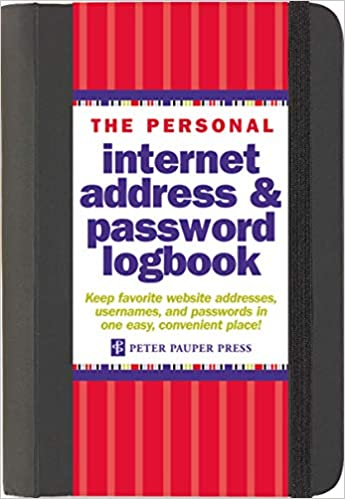 THE PERSONAL
internet
address &
password
logbook
Keep favorite website addresses,
usernames, and passwords in
one easy, convenient place!
PETER PAUPER PRESS